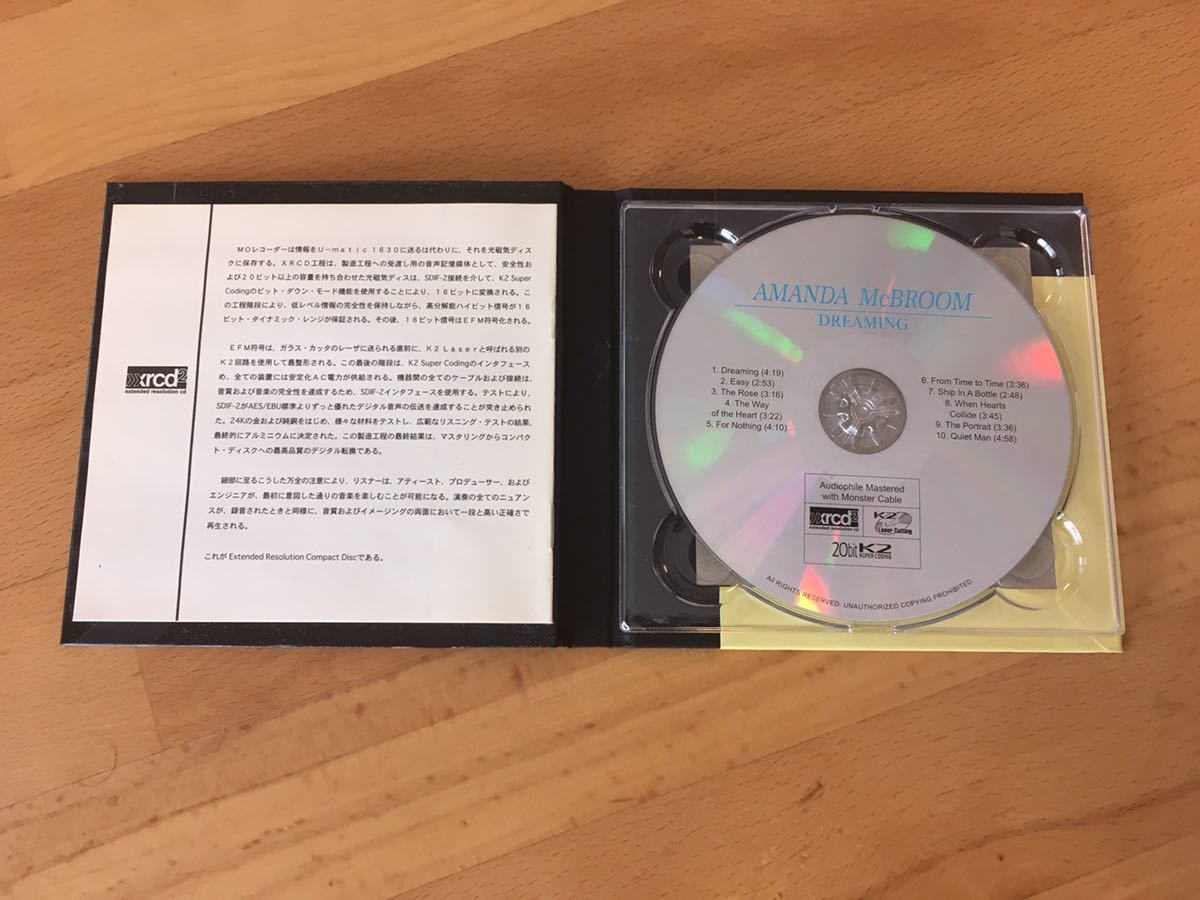 xrcd2
extended resolution cd
MOレコーダーは情報をU-matic 1630に送るは代わりに、それを光磁気ディス
クに保存する。XRCD工程は、製造工程への受渡し用の音声記憶媒体として、安全性お
よび20ビット以上の容量を持ち合わせた光磁気ディスは、SDIF-2接続を介して、K2 Super
Codingのビット・ダウン・モード機能を使用することにより、16ビットに変換される。こ
の工程階段により、低レベル情報の完全性を保持しながら、高分解能ハイビット信号が16
ビット・タイナミック・レンジが保証される。その後、16ビット信号はEFM符号化される。
EFM符号は、ガラス・カッタのレーザに送られる直前に、K2 Laserと呼ばれる別の
K2回路を使用して最整形される。この最後の階段は、K2 Super Codingのインタフェース
め、全ての装置には安定化AC電力が供給される。機器間の全てのケーブルおよび接続は、
音質および音楽の完全性を達成するため、SDIF-2インタフェースを使用する。テストにより、
SDIF-2がAES/EBU標準よりずっと優れたデジタル音声の伝送を達成することが突き止められ
た。24Kの金および純銅をはじめ、様々な材料をテストし、広範なリスニング・テストの結果、
最終的にアルミニウムに決定された。この製造工程の最終結果は、マスタリングからコンパク
ト・ディスクへの最高品質のデジタル転換である。
細部に至るこうした万全の注意により、リスナーは、アティースト、プロデューサー、および
エンジニアが、最初に意図した通りの音楽を楽しむことが可能になる。演奏の全てのニュアン
スが、録音されたときと同様に、音質およびイメージングの両面において一段と高い正確さで
再生される。
これが Extended Resolution Compact Discである。
AMANDA McBROOM
DREAMING
1. Dreaming (4:19)
2. Easy (2:53)
3. The Rose (3:16)
4. The Way
of the Heart (3:22)
5. For Nothing (4:10)
6. From Time to Time (3:36)
7. Ship In A Bottle (2:48)
8. When Hearts
Collide (3:45)
9. The Portrait (3:36)
10. Quiet Man (4:58)
Audiophile Mastered
with Monster Cable
xrcd2
extended resolution cd
K2
Laser Cutting
20bit K2
SUPER CODING
All RIGHTS RESERVED. UNAUTHORIZED COPYING PROHIBITED.